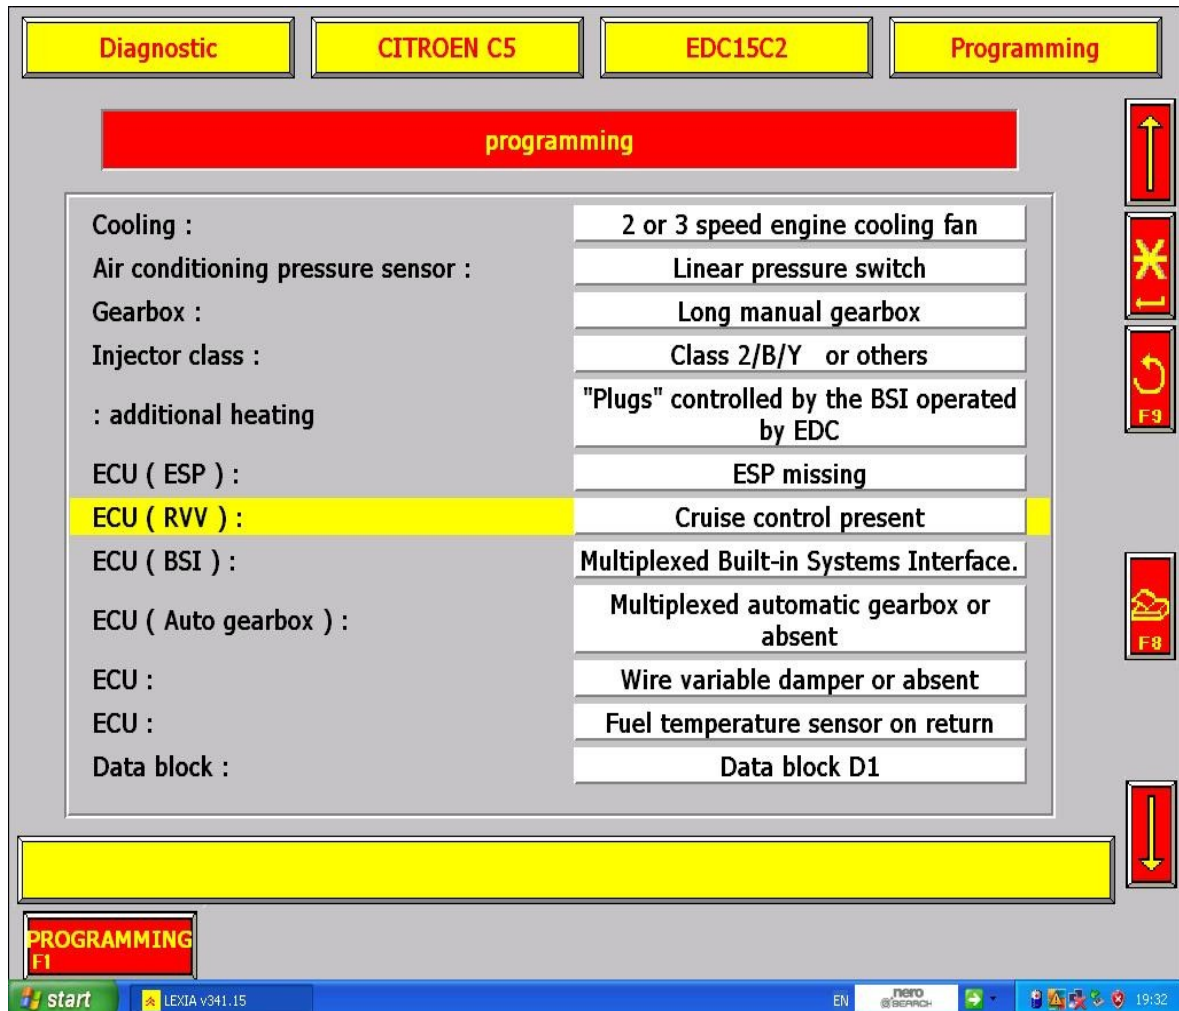 Diagnostic CITROEN C5 EDC15C2 Programming
programming
Cooling : 2 or 3 speed engine cooling fan
Air conditioning pressure sensor : Linear pressure switch
Gearbox : Long manual gearbox
Injector class : Class 2/B/Y or others
: additional heating "Plugs" controlled by the BSI operated
by EDC
ECU ( ESP ) : ESP missing
ECU ( RVV ) : Cruise control present
ECU ( BSI ) : Multiplexed Built-in Systems Interface.
ECU ( Auto gearbox ) : Multiplexed automatic gearbox or
absent
ECU : Wire variable damper or absent
ECU : Fuel temperature sensor on return
Data block : Data block D1
F9
F8
PROGRAMMING
F1
start LEXIA v341.15 EN nero SEARCH 19:32